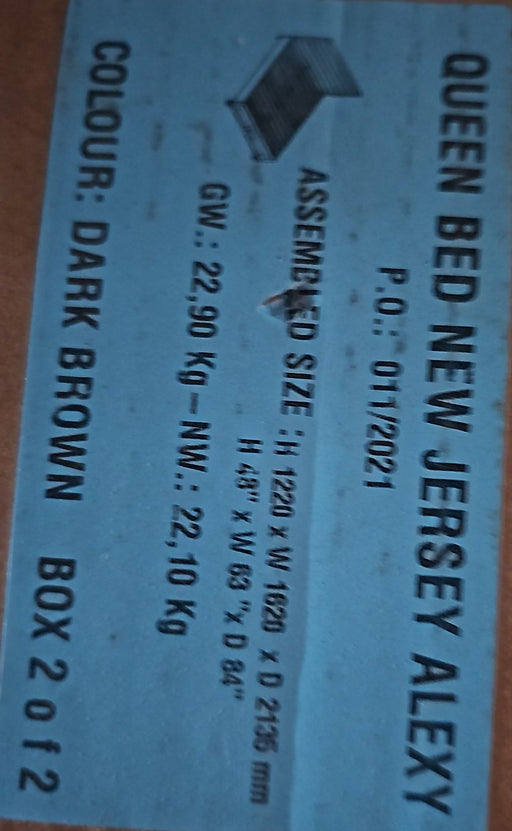 QUEEN BED NEW JERSEY ALEXY
P.O.: 011/2021
ASSEMBLED SIZE : H 1220 x W 1620 x D 2135 mm
H 48" x W 63 "x D 84"
GW.: 22,90 Kg – NW.: 22,10 Kg
COLOUR: DARK BROWN BOX 2 of 2